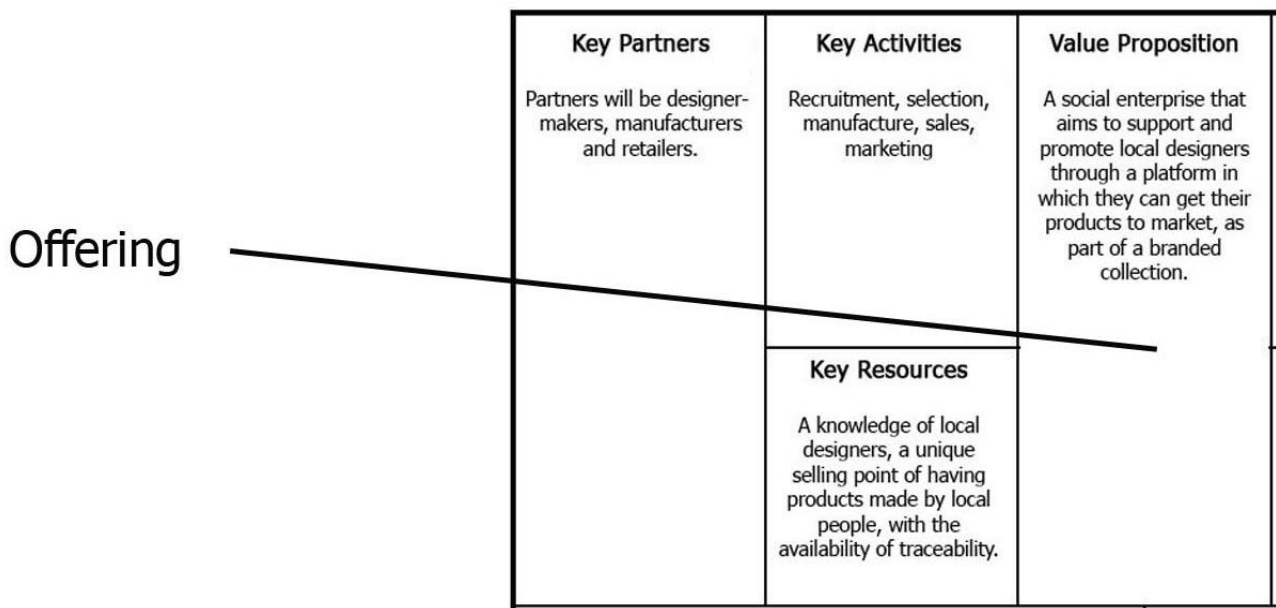 Offering
Key Partners
Partners will be designer-
makers, manufacturers
and retailers.
Key Activities
Recruitment, selection,
manufacture, sales,
marketing
Key Resources
A knowledge of local
designers, a unique
selling point of having
products made by local
people, with the
availability of traceability.
Value Proposition
A social enterprise that
aims to support and
promote local designers
through a platform in
which they can get their
products to market, as
part of a branded
collection.